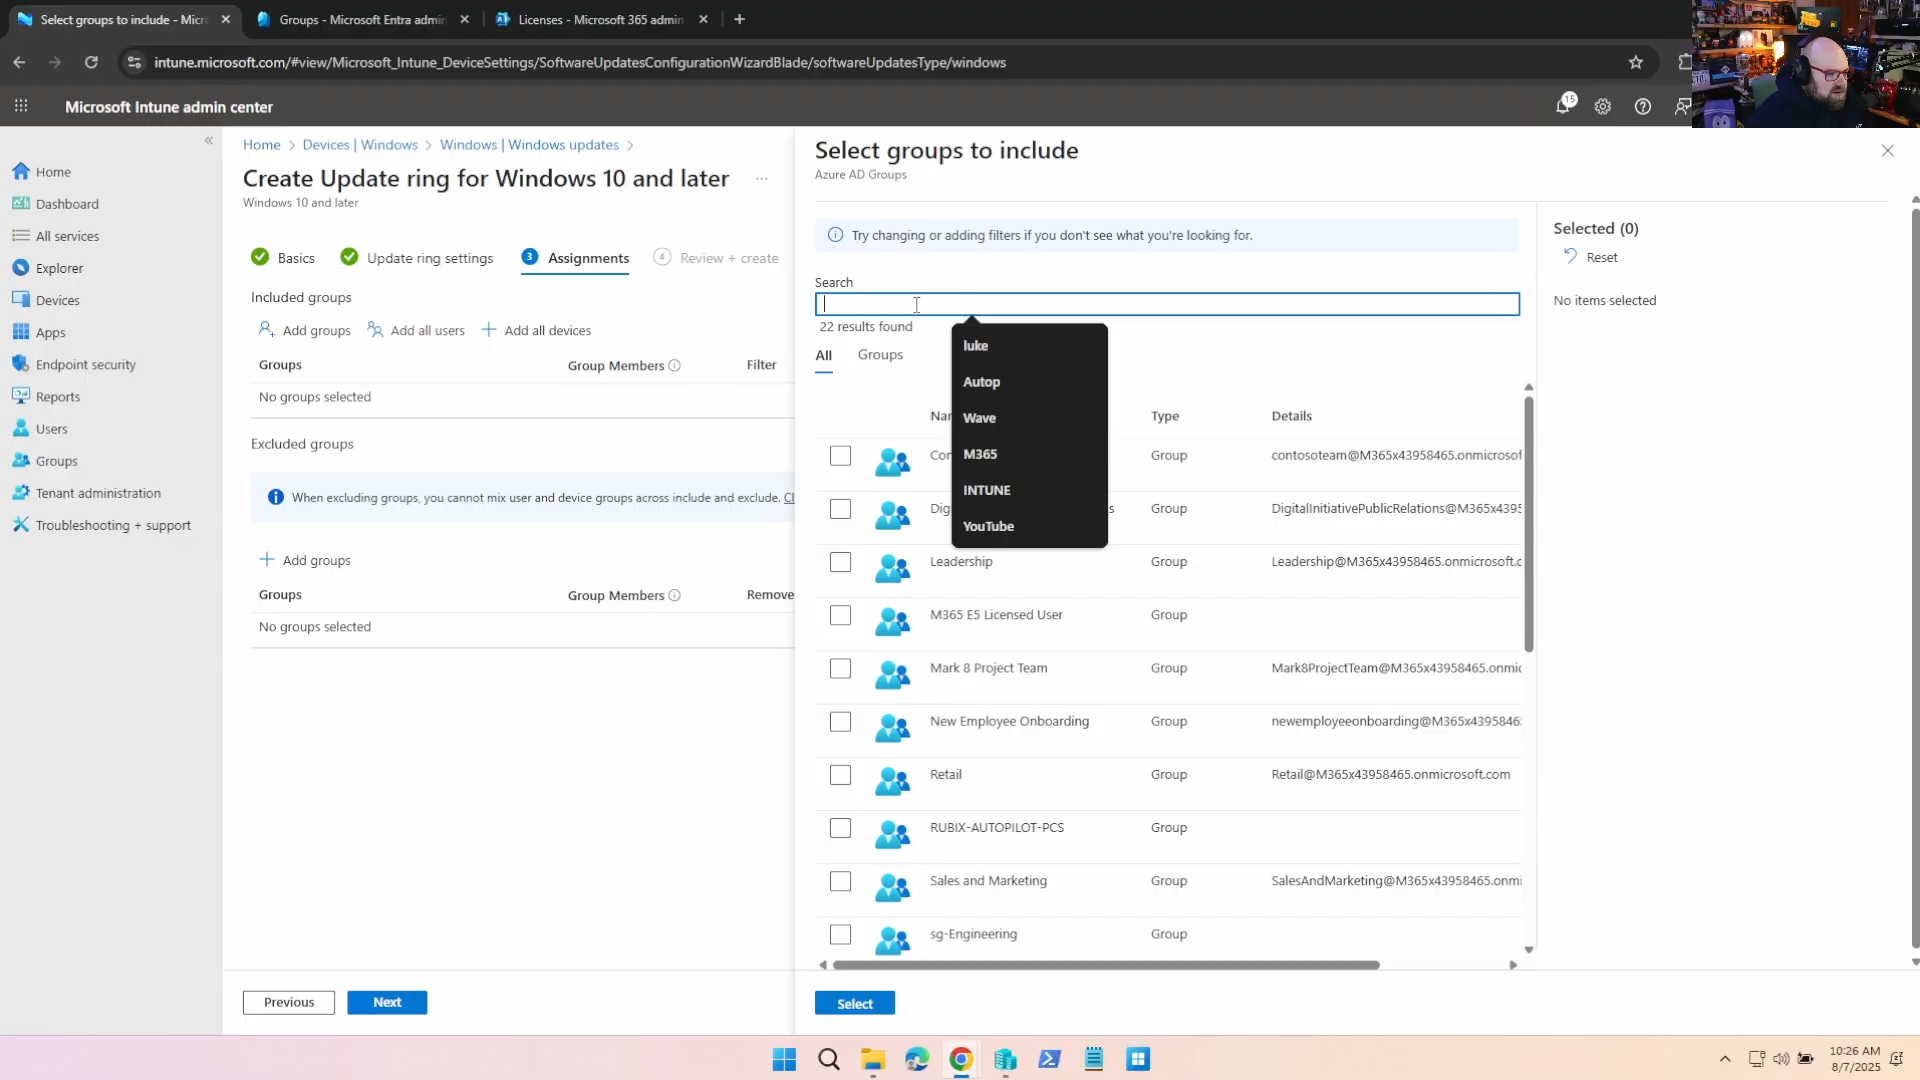 Select groups to include - Micr
Groups - Microsoft Entra admin
Licenses - Microsoft 365 admin
intune.microsoft.com/#view/Microsoft_Intune_DeviceSettings/SoftwareUpdatesConfigurationWizardBlade/softwareUpdatesType/windows
Microsoft Intune admin center
15
Home
Dashboard
All services
Explorer
Devices
Apps
Endpoint security
Reports
Users
Groups
Tenant administration
Troubleshooting + support
Home > Devices | Windows > Windows | Windows updates >
Create Update ring for Windows 10 and later ...
Windows 10 and later
Basics
Update ring settings
3 Assignments
4 Review + create
Included groups
Add groups
Add all users
Add all devices
Groups
Group Members
Filter
No groups selected
Excluded groups
When excluding groups, you cannot mix user and device groups across include and exclude. Cl
Add groups
Groups
Group Members
Remove
No groups selected
Previous
Next
Select groups to include
Azure AD Groups
Try changing or adding filters if you don't see what you're looking for.
Search
22 results found
All
Groups
luke
Autop
Wave
M365
INTUNE
YouTube
Nar
Type
Details
Cor
Group
contosoteam@M365x43958465.onmicrosof
Dig
s
Group
DigitalInitiativePublicRelations@M365x4395
Leadership
Group
Leadership@M365x43958465.onmicrosoft.c
M365 E5 Licensed User
Group
Mark 8 Project Team
Group
Mark8ProjectTeam@M365x43958465.onmic
New Employee Onboarding
Group
newemployeeonboarding@M365x4395846
Retail
Group
Retail@M365x43958465.onmicrosoft.com
RUBIX-AUTOPILOT-PCS
Group
Sales and Marketing
Group
SalesAndMarketing@M365x43958465.onmi
sg-Engineering
Group
Select
Selected (0)
Reset
No items selected
10:26 AM
8/7/2025